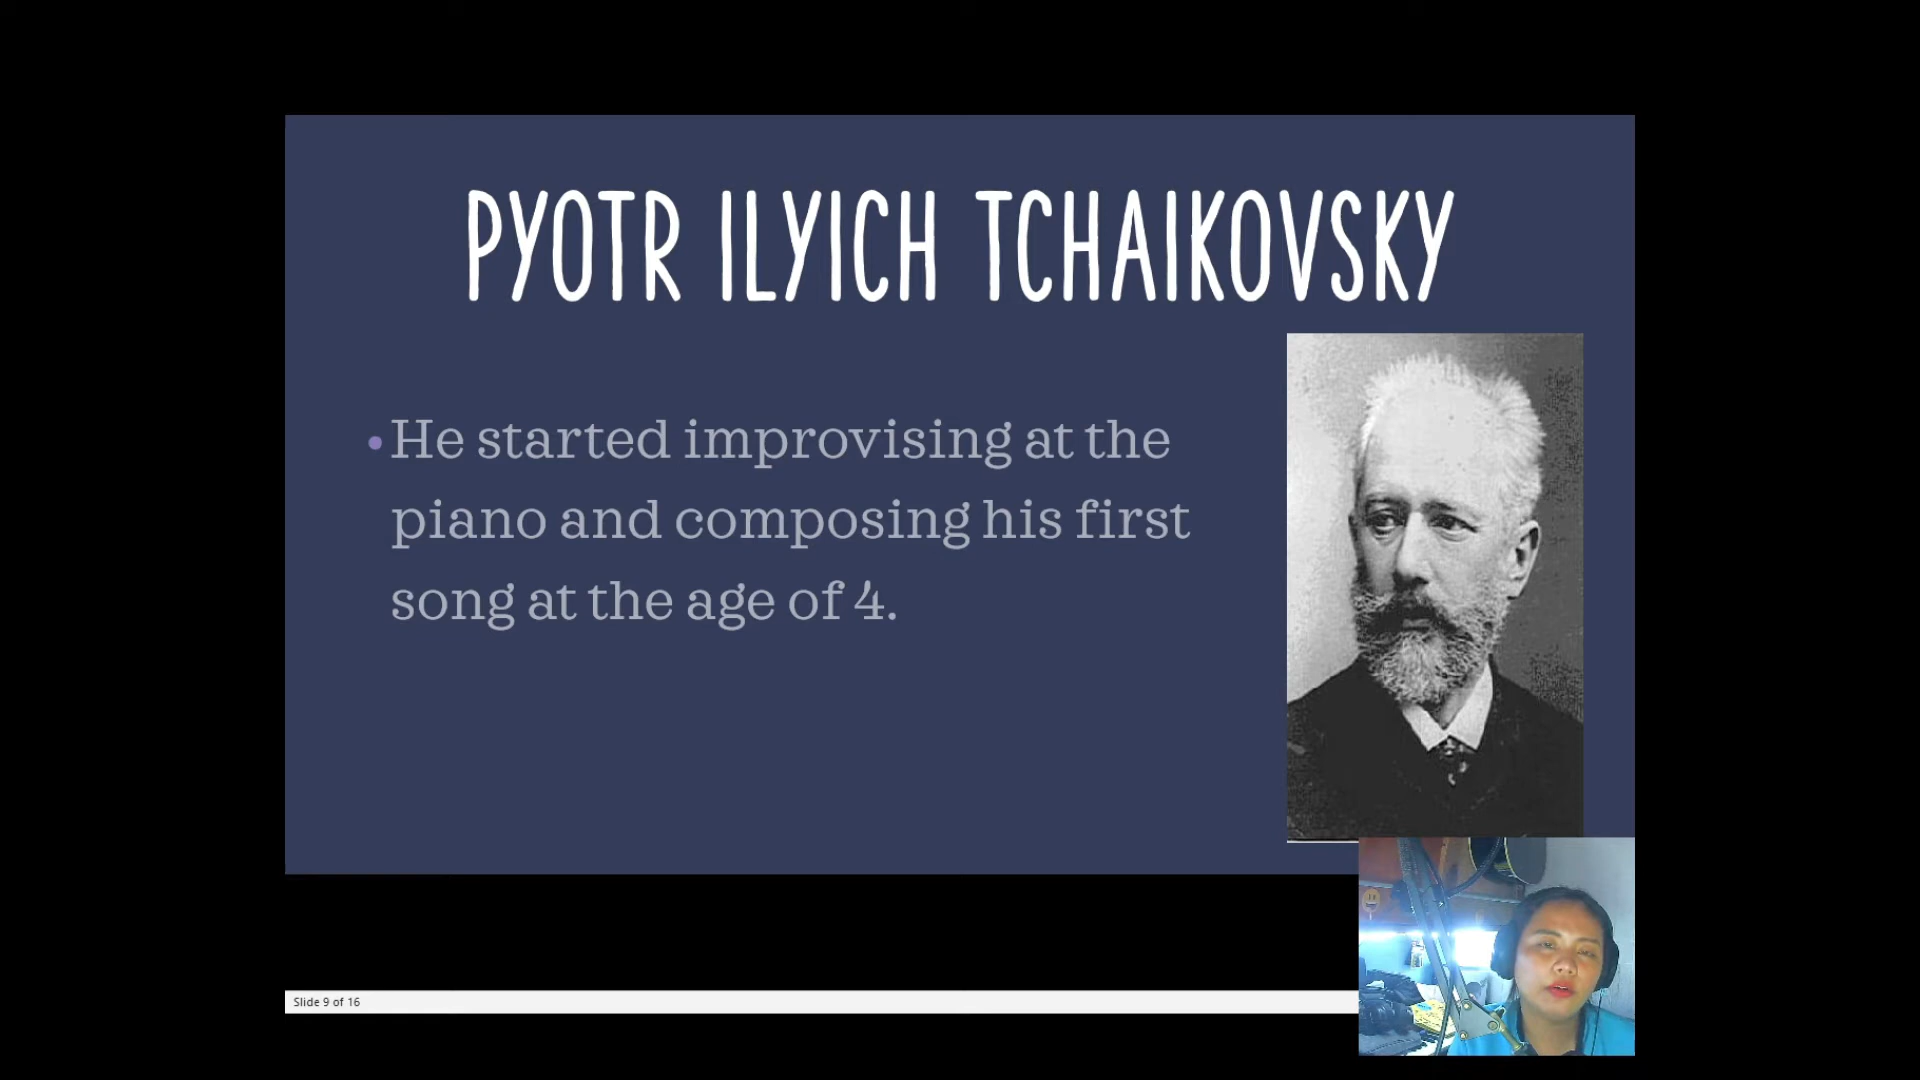 PYOTR ILYICH TCHAIKOVSKY
•He started improvising at the
piano and composing his first
song at the age of 4.
Slide 9 of 16